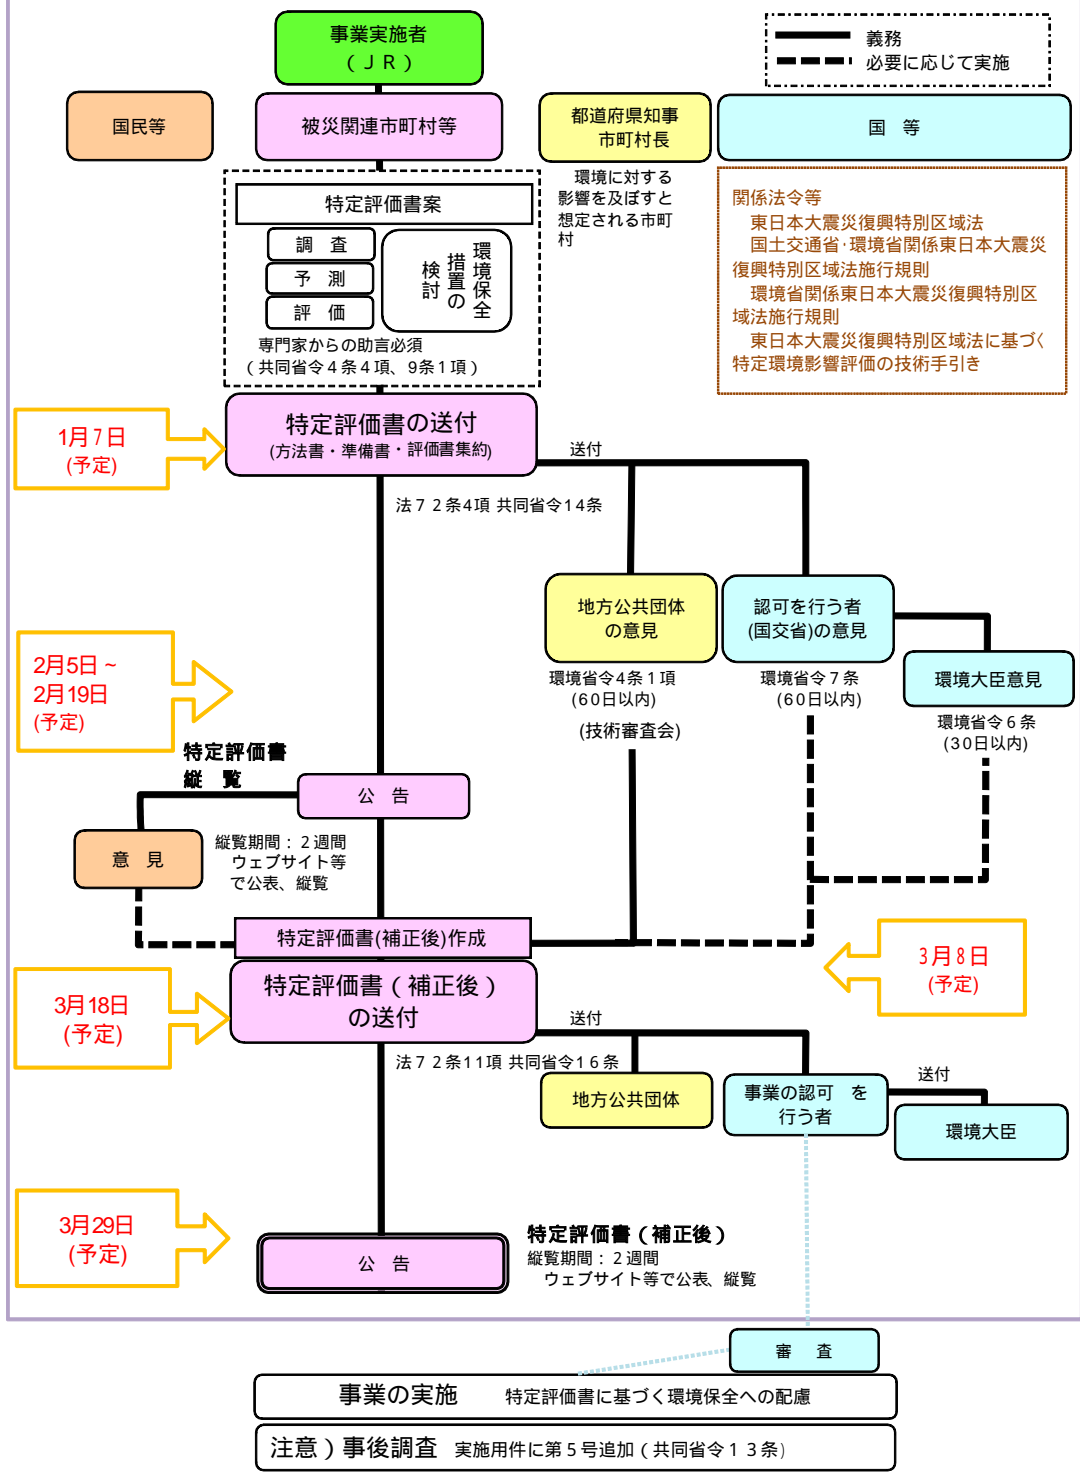 事業実施者
（ＪＲ）
義務
必要に応じて実施
国民等
被災関連市町村等
都道府県知事
市町村長
国　等
環境に対する
影響を及ぼすと
想定される市町
村
関係法令等
東日本大震災復興特別区域法
国土交通省・環境省関係東日本大震災
復興特別区域法施行規則
環境省関係東日本大震災復興特別区
域法施行規則
東日本大震災復興特別区域法に基づく
特定環境影響評価の技術手引き
特定評価書案
調　査
予　測
評　価
環境保全
措置の
検討
専門家からの助言必須
（共同省令４条４項、9条１項）
1月7日
(予定)
特定評価書の送付
(方法書・準備書・評価書集約)
送付
法７２条4項 共同省令14条
地方公共団体
の意見
認可を行う者
(国交省)の意見
環境大臣意見
環境省令4条１項
(60日以内)
(技術審査会)
環境省令７条
(60日以内)
環境省令６条
(30日以内)
2月5日～
2月19日
(予定)
特定評価書
縦　覧
公　告
意　見
縦覧期間：２週間
ウェブサイト等
で公表、縦覧
特定評価書(補正後)作成
3月8日
(予定)
3月18日
(予定)
特定評価書（補正後）
の送付
送付
法７２条11項 共同省令16条
地方公共団体
事業の認可　を
行う者
送付
環境大臣
3月29日
(予定)
公　告
特定評価書（補正後）
縦覧期間：２週間
ウェブサイト等で公表、縦覧
審　査
事業の実施　特定評価書に基づく環境保全への配慮
注意）事後調査　実施用件に第５号追加（共同省令１３条）